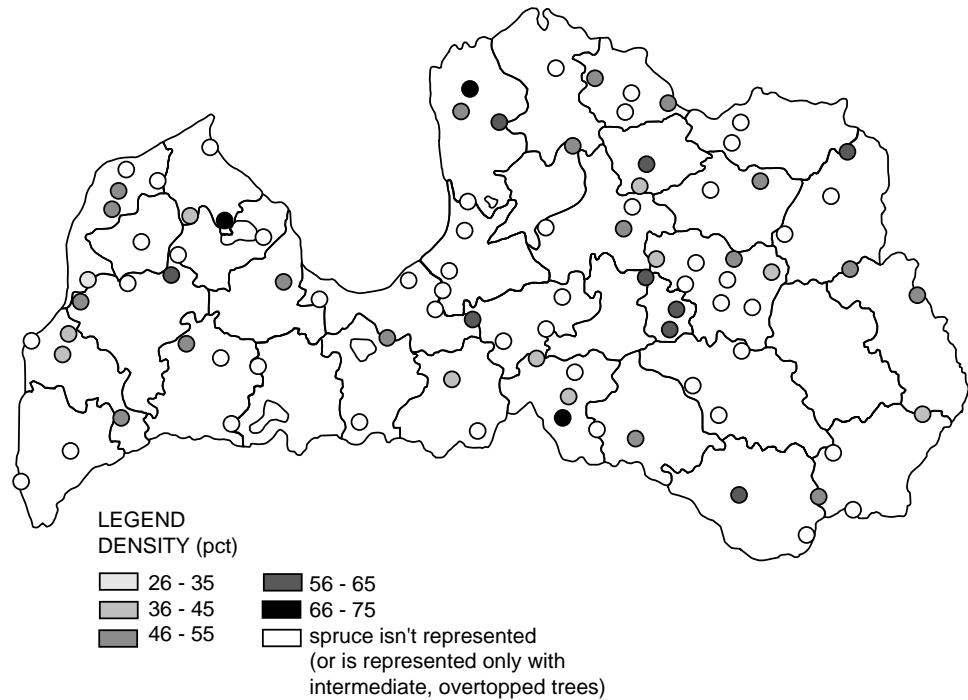 LEGEND
DENSITY (pct)
26 - 35
36 - 45
46 - 55
56 - 65
66 - 75
spruce isn't represented
(or is represented only with
intermediate, overtopped trees)